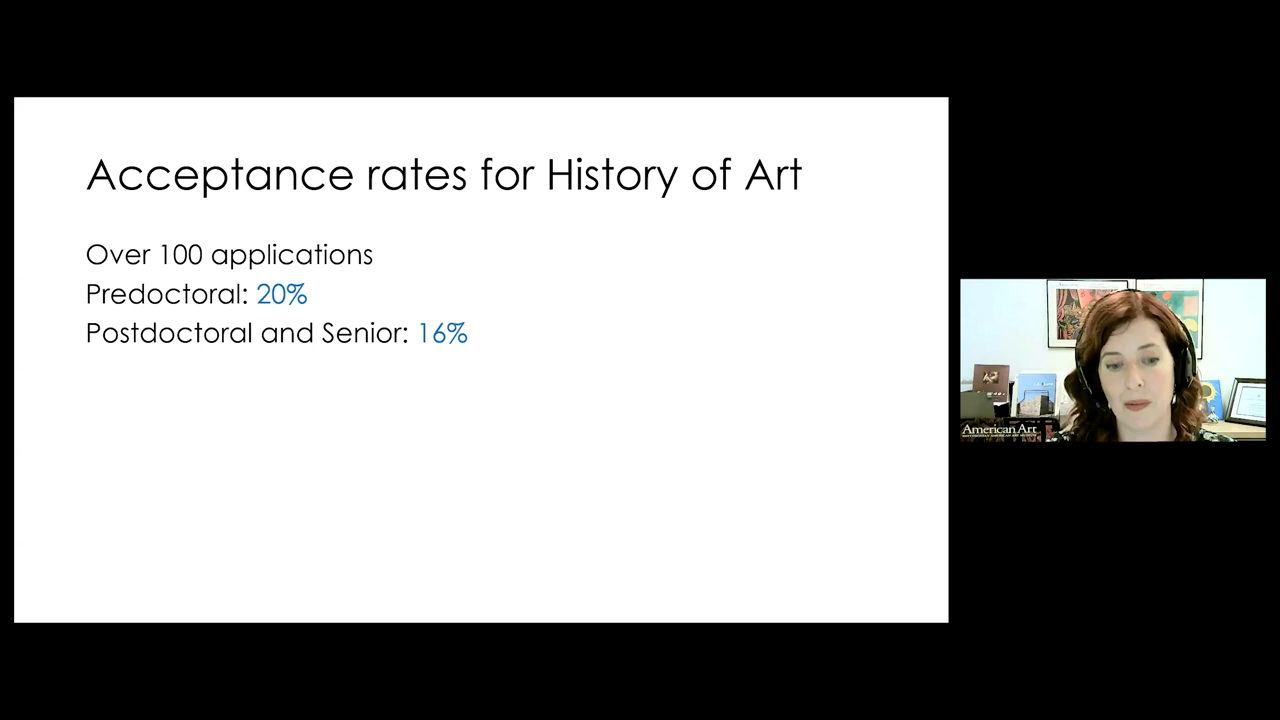 Acceptance rates for History of Art
Over 100 applications
Predoctoral: 20%
Postdoctoral and Senior: 16%
American Art